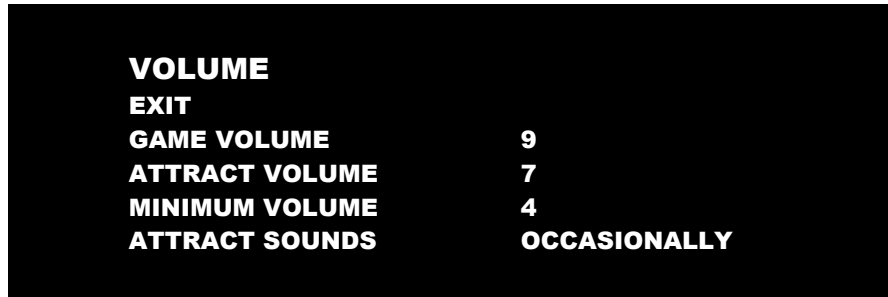 VOLUME
EXIT
GAME VOLUME 9
ATTRACT VOLUME 7
MINIMUM VOLUME 4
ATTRACT SOUNDS OCCASIONALLY